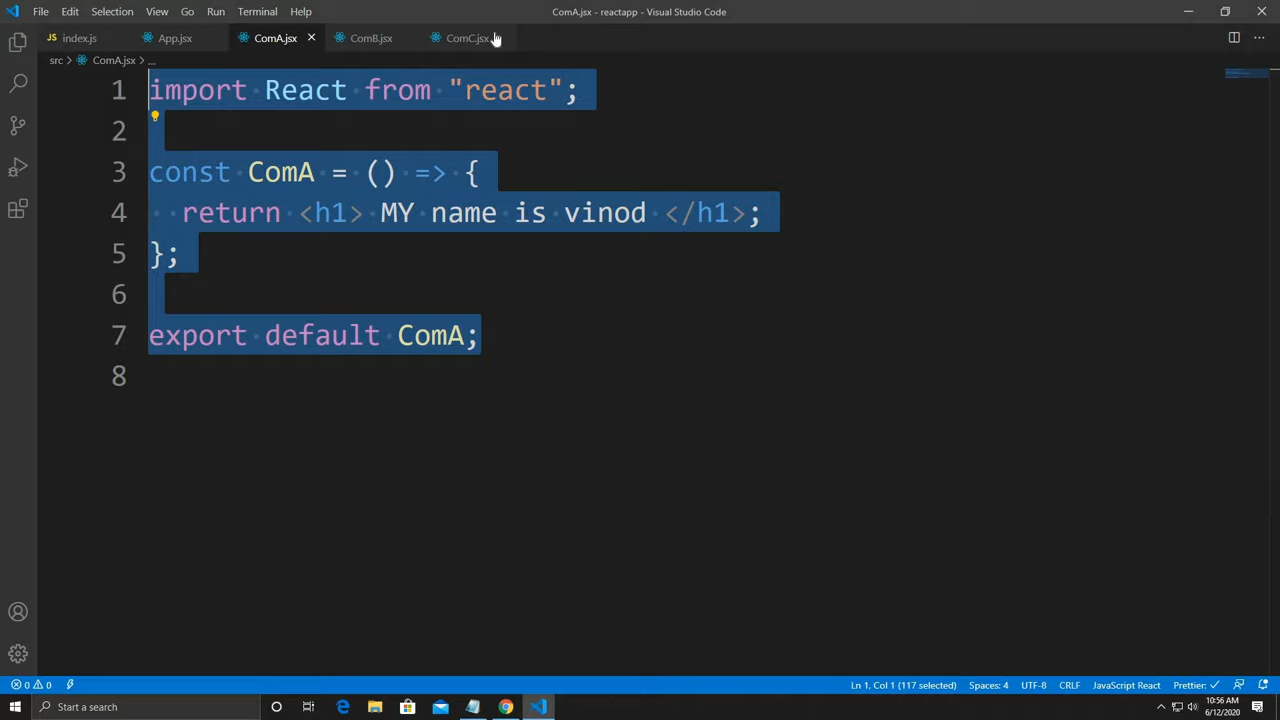 File Edit Selection View Go Run Terminal Help
ComA.jsx - reactapp - Visual Studio Code
JS index.js App.jsx ComA.jsx ComB.jsx ComC.jsx
src > ComA.jsx > ...
1 import React from "react";
2
3 const ComA = () => {
4 return <h1> MY name is vinod </h1>;
5 };
6
7 export default ComA;
8
0 0 Ln 1, Col 1 (117 selected) Spaces: 4 UTF-8 CRLF JavaScript React Prettier: ✓
Start a search
10:56 AM
6/12/2020